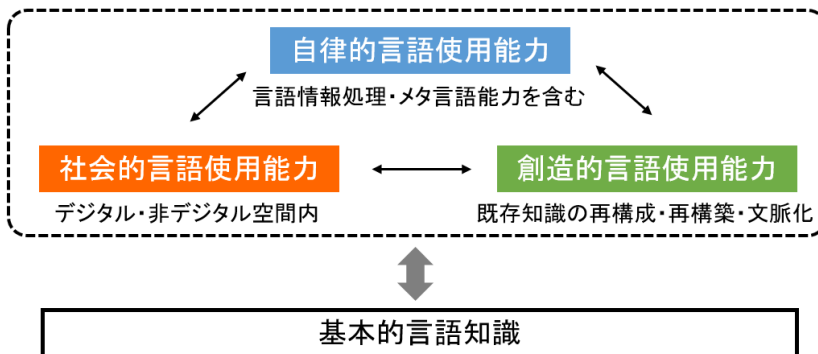 自律的言語使用能力
言語情報処理・メタ言語能力を含む
社会的言語使用能力
デジタル・非デジタル空間内
創造的言語使用能力
既存知識の再構成・再構築・文脈化
基本的言語知識